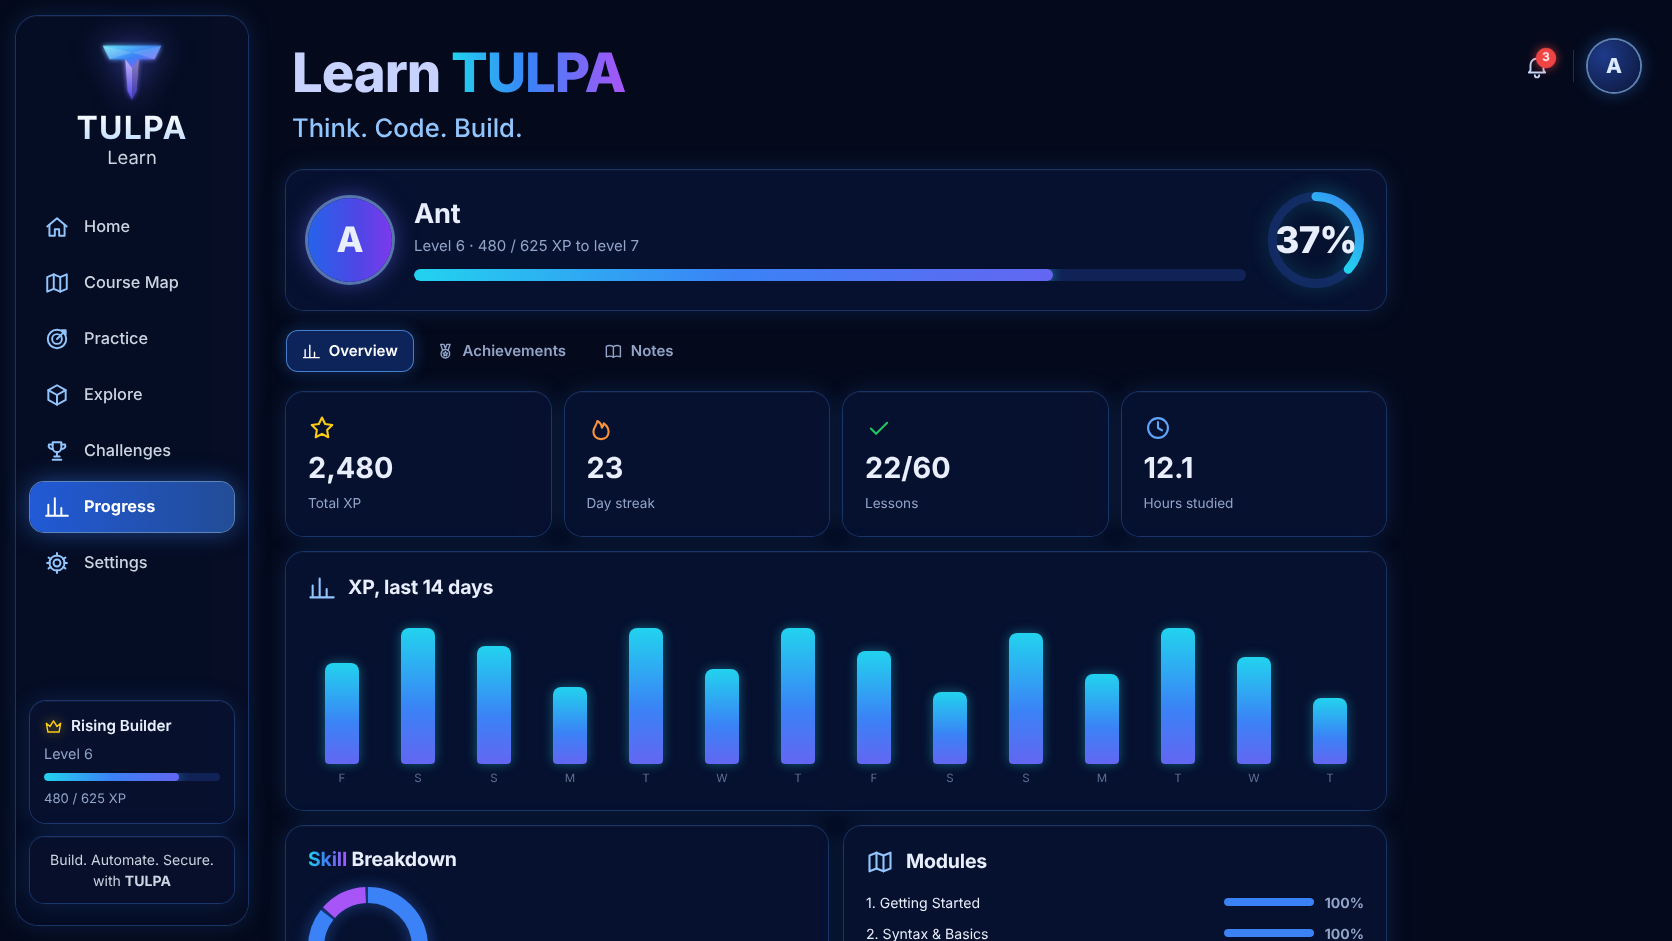 TULPA
Learn
Home
Course Map
Practice
Explore
Challenges
Progress
Settings
Rising Builder
Level 6
480 / 625 XP
Build. Automate. Secure.
with TULPA
Learn TULPA
Think. Code. Build.
3
A
A
Ant
Level 6 · 480 / 625 XP to level 7
37%
Overview
Achievements
Notes
2,480
Total XP
23
Day streak
22/60
Lessons
12.1
Hours studied
XP, last 14 days
F S S M T W T F S S M T W T
Skill Breakdown
Modules
1. Getting Started 100%
2. Syntax & Basics 100%